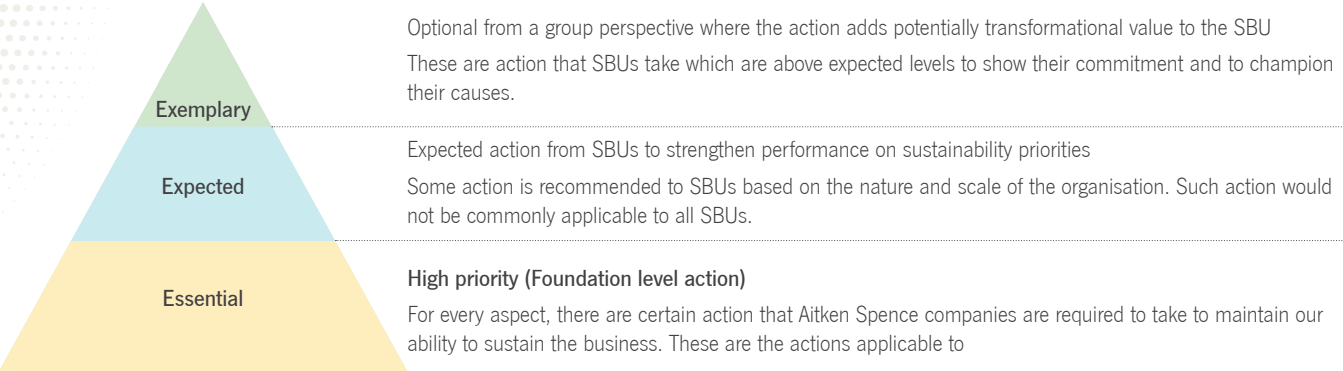 Optional from a group perspective where the action adds potentially transformational value to the SBU
These are action that SBUs take which are above expected levels to show their commitment and to champion
their causes.
Exemplary
Expected action from SBUs to strengthen performance on sustainability priorities
Expected
Some action is recommended to SBUs based on the nature and scale of the organisation. Such action would
not be commonly applicable to all SBUs.
High priority (Foundation level action)
Essential
For every aspect, there are certain action that Aitken Spence companies are required to take to maintain our
ability to sustain the business. These are the actions applicable to